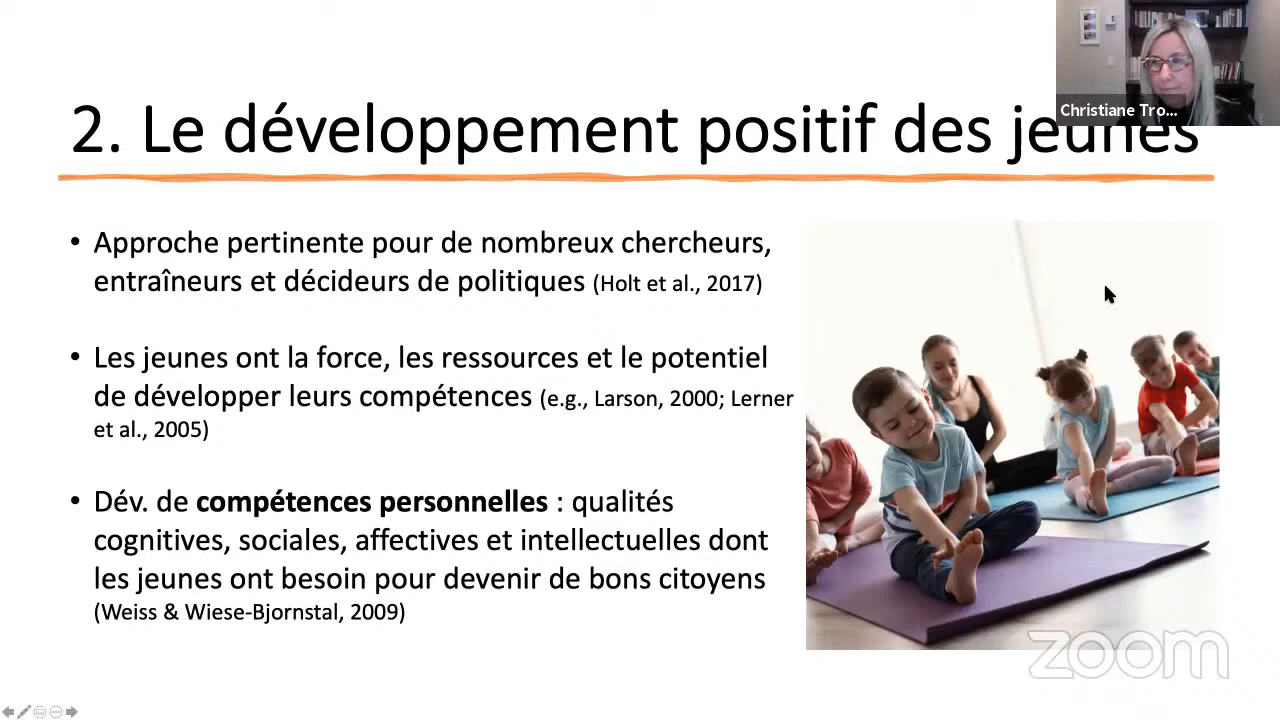 Christiane Tro...
2. Le développement positif des jeunes
• Approche pertinente pour de nombreux chercheurs,
entraîneurs et décideurs de politiques (Holt et al., 2017)
• Les jeunes ont la force, les ressources et le potentiel
de développer leurs compétences (e.g., Larson, 2000; Lerner
et al., 2005)
• Dév. de compétences personnelles : qualités
cognitives, sociales, affectives et intellectuelles dont
les jeunes ont besoin pour devenir de bons citoyens
(Weiss & Wiese-Bjornstal, 2009)
zoom